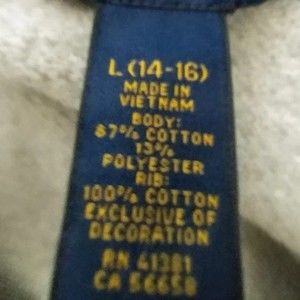 L (14-16)
MADE IN
VIETNAM
BODY:
87% COTTON
13%
POLYESTER
RIB:
100% COTTON
EXCLUSIVE OF
DECORATION
RN 41381
CA 56658